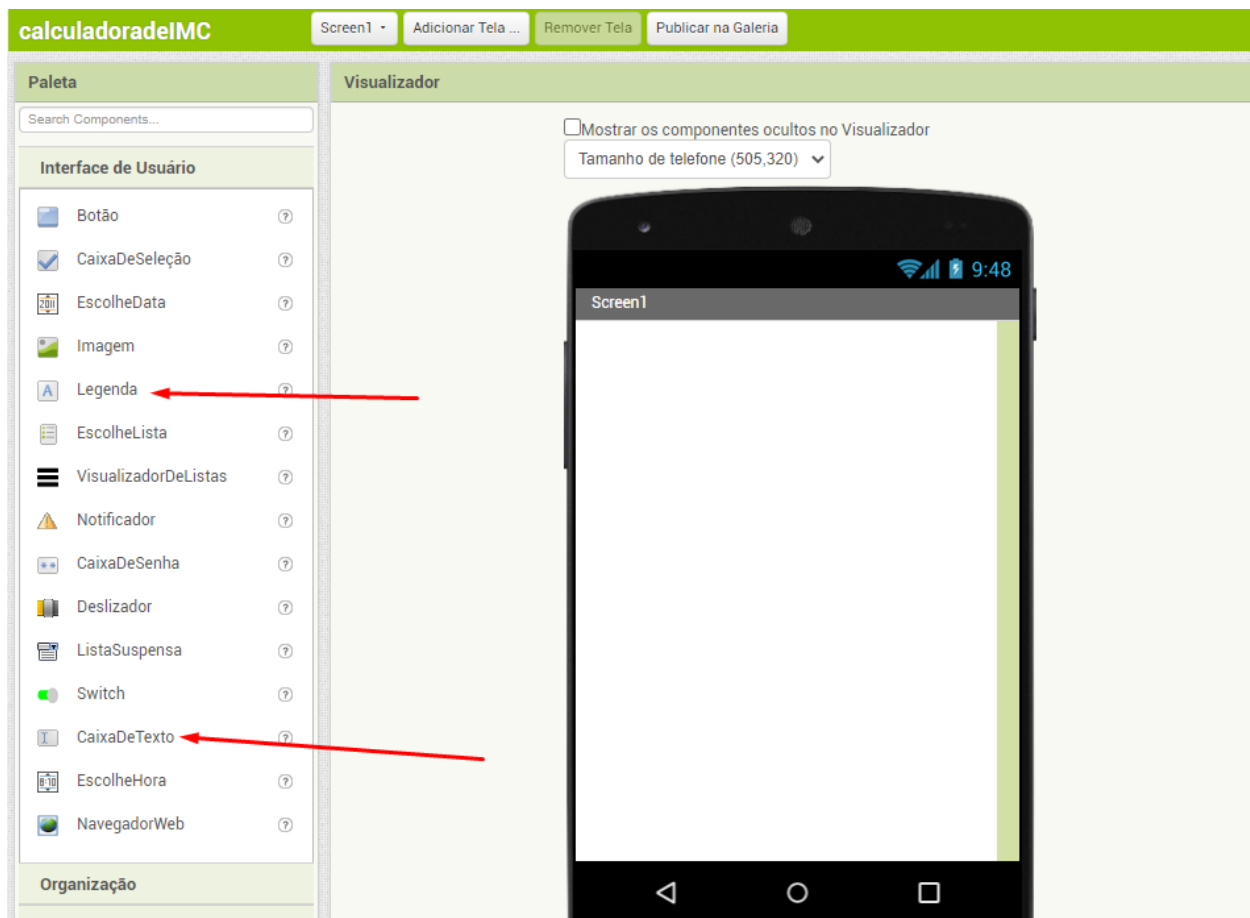 calculadoradeIMC
Screen1
Adicionar Tela ...
Remover Tela
Publicar na Galeria
Paleta
Search Components...
Interface de Usuário
Botão
CaixaDeSeleção
EscolheData
Imagem
Legenda
EscolheLista
VisualizadorDeListas
Notificador
CaixaDeSenha
Deslizador
ListaSuspensa
Switch
CaixaDeTexto
EscolheHora
NavegadorWeb
Organização
Visualizador
Mostrar os componentes ocultos no Visualizador
Tamanho de telefone (505,320)
9:48
Screen1